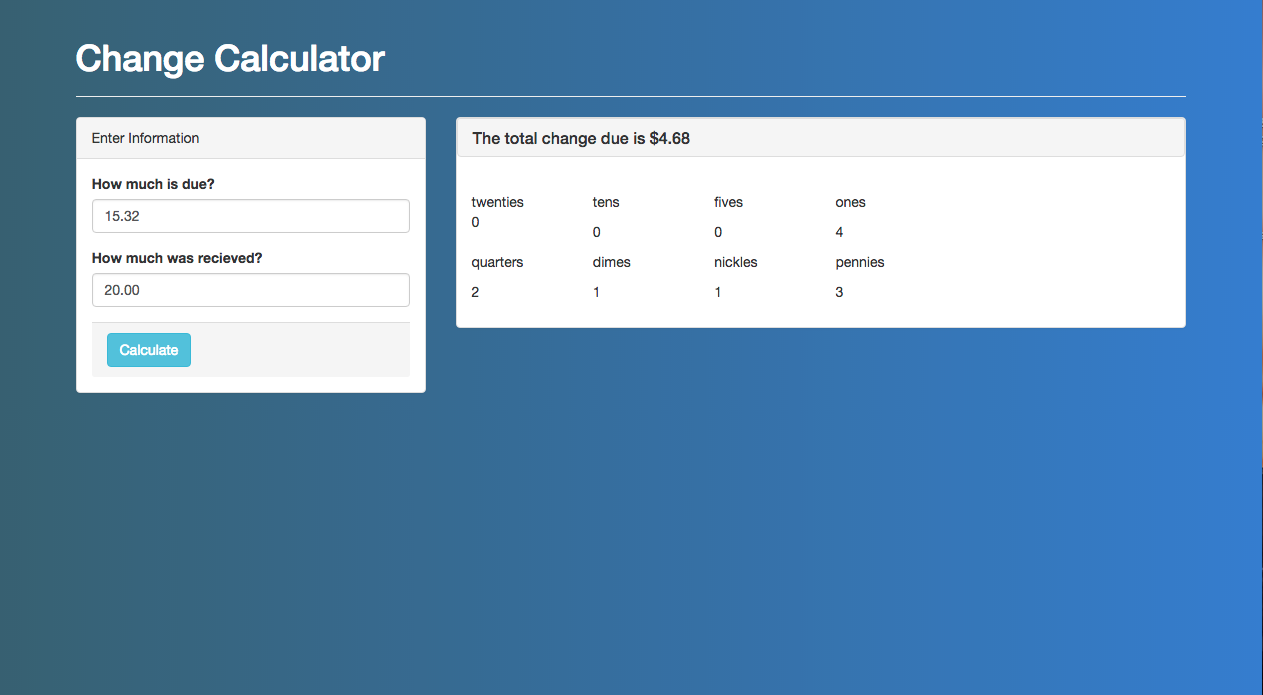 Change Calculator
Enter Information
How much is due?
15.32
How much was recieved?
20.00
Calculate
The total change due is $4.68
twenties tens fives ones
0 0 0 4
quarters dimes nickles pennies
2 1 1 3